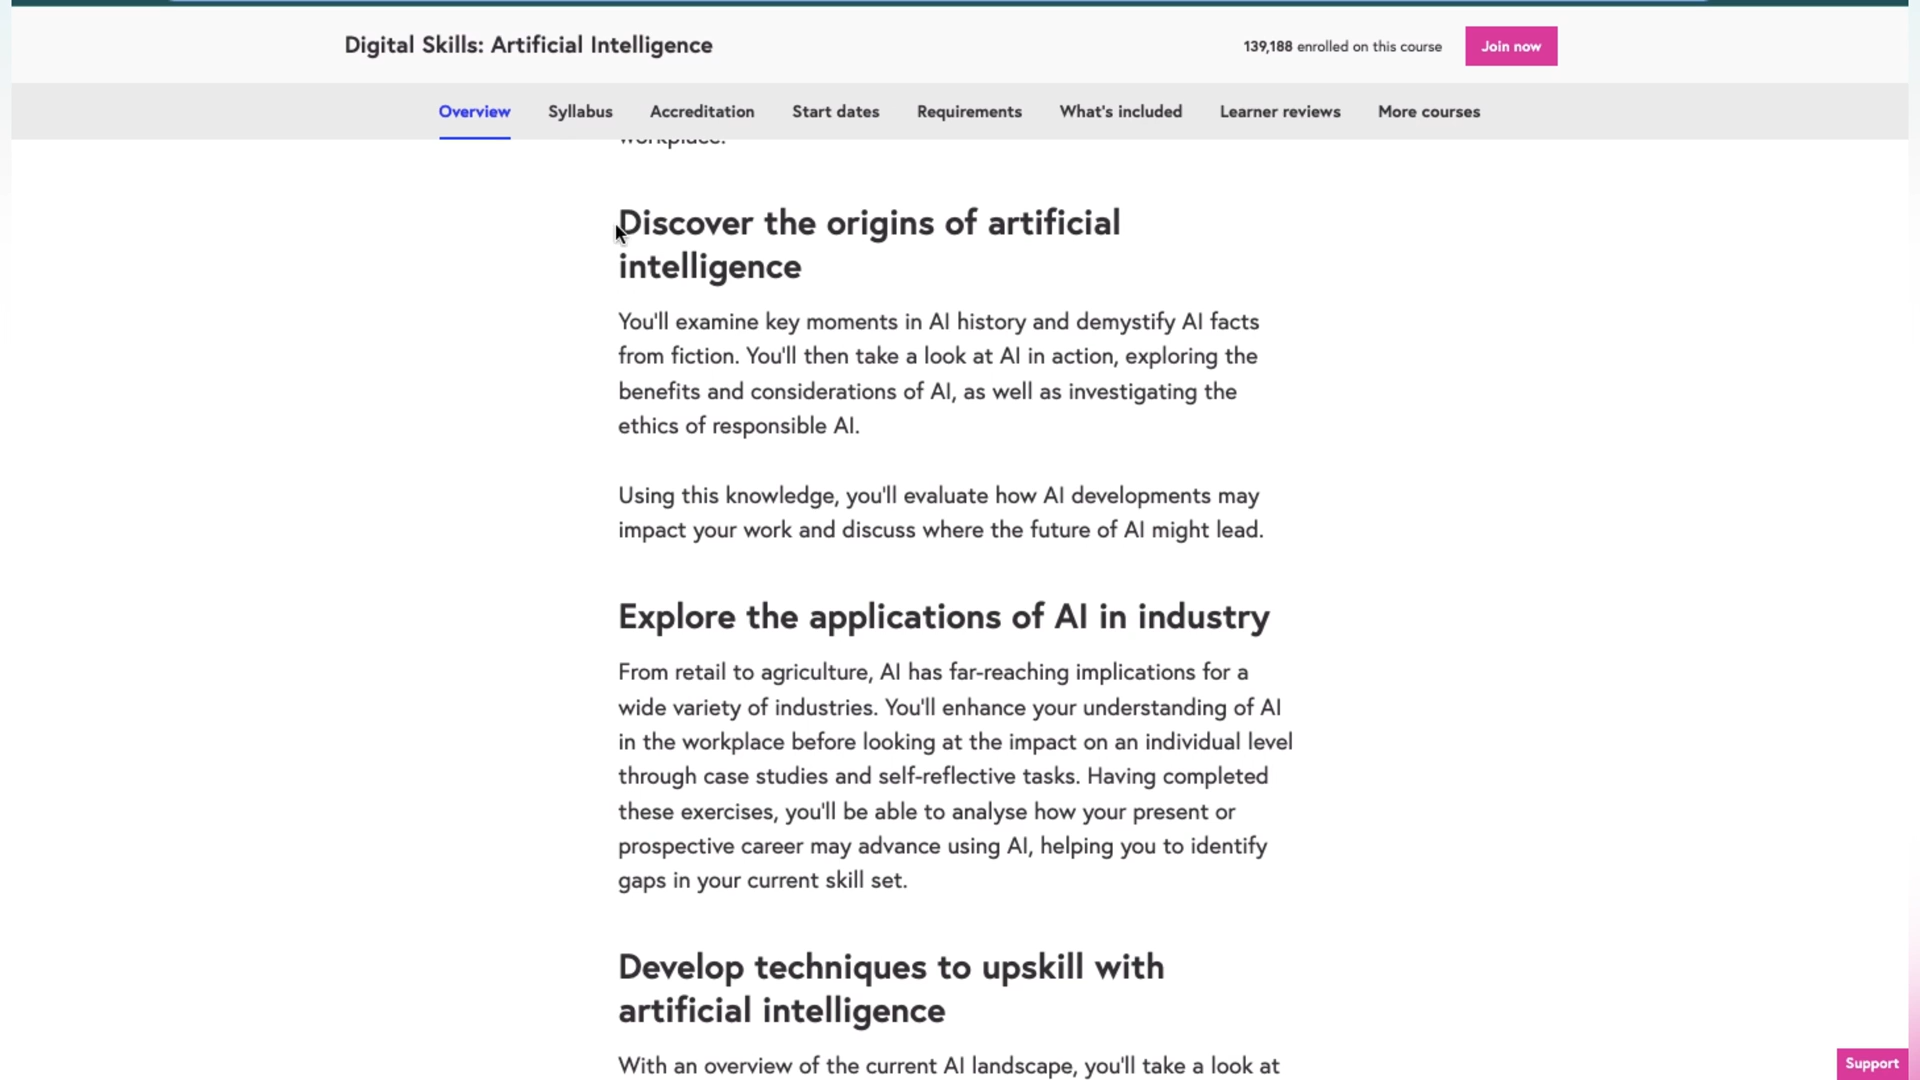 Digital Skills: Artificial Intelligence
139,188 enrolled on this course
Join now
Overview
Syllabus
Accreditation
Start dates
Requirements
What's included
Learner reviews
More courses
workplace.
Discover the origins of artificial
intelligence
You'll examine key moments in AI history and demystify AI facts
from fiction. You'll then take a look at AI in action, exploring the
benefits and considerations of AI, as well as investigating the
ethics of responsible AI.
Using this knowledge, you'll evaluate how AI developments may
impact your work and discuss where the future of AI might lead.
Explore the applications of AI in industry
From retail to agriculture, AI has far-reaching implications for a
wide variety of industries. You'll enhance your understanding of AI
in the workplace before looking at the impact on an individual level
through case studies and self-reflective tasks. Having completed
these exercises, you'll be able to analyse how your present or
prospective career may advance using AI, helping you to identify
gaps in your current skill set.
Develop techniques to upskill with
artificial intelligence
With an overview of the current AI landscape, you'll take a look at
Support